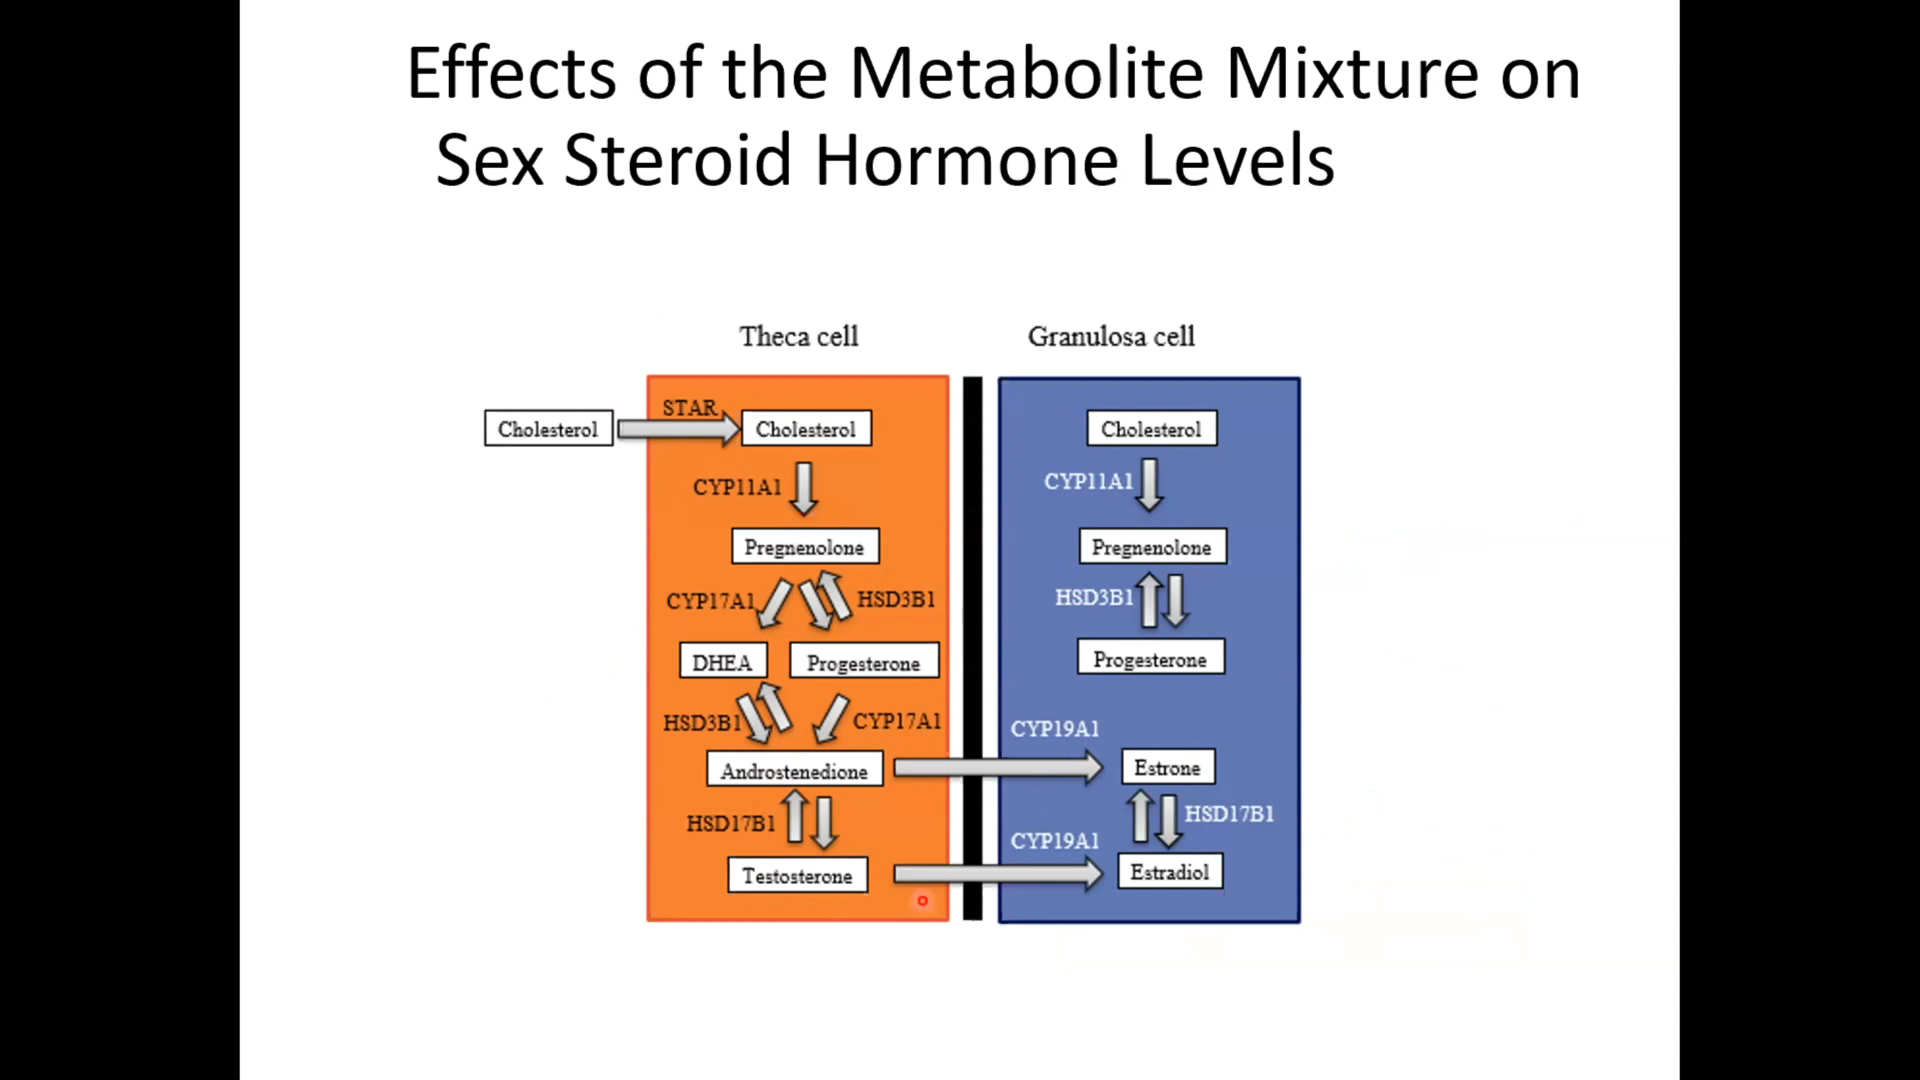 Effects of the Metabolite Mixture on
Sex Steroid Hormone Levels
Theca cell
Granulosa cell
Cholesterol
STAR
Cholesterol
CYP11A1
Pregnenolone
CYP17A1
HSD3B1
DHEA
Progesterone
HSD3B1
CYP17A1
Androstenedione
HSD17B1
Testosterone
Cholesterol
CYP11A1
Pregnenolone
HSD3B1
Progesterone
CYP19A1
Estrone
HSD17B1
CYP19A1
Estradiol